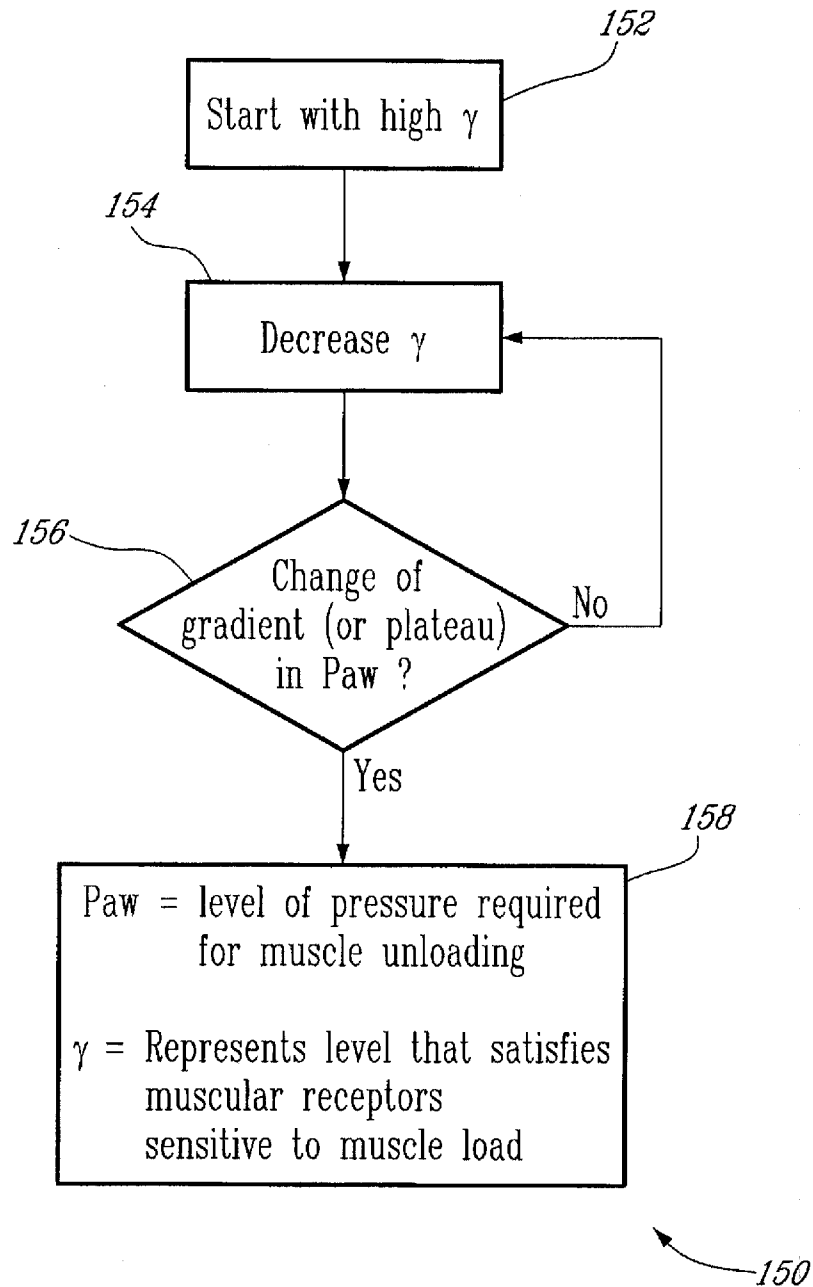 152
Start with high γ
154
Decrease γ
156
Change of
gradient (or plateau)
in Paw ?
No
Yes
158
Paw = level of pressure required
for muscle unloading
γ = Represents level that satisfies
muscular receptors
sensitive to muscle load
150